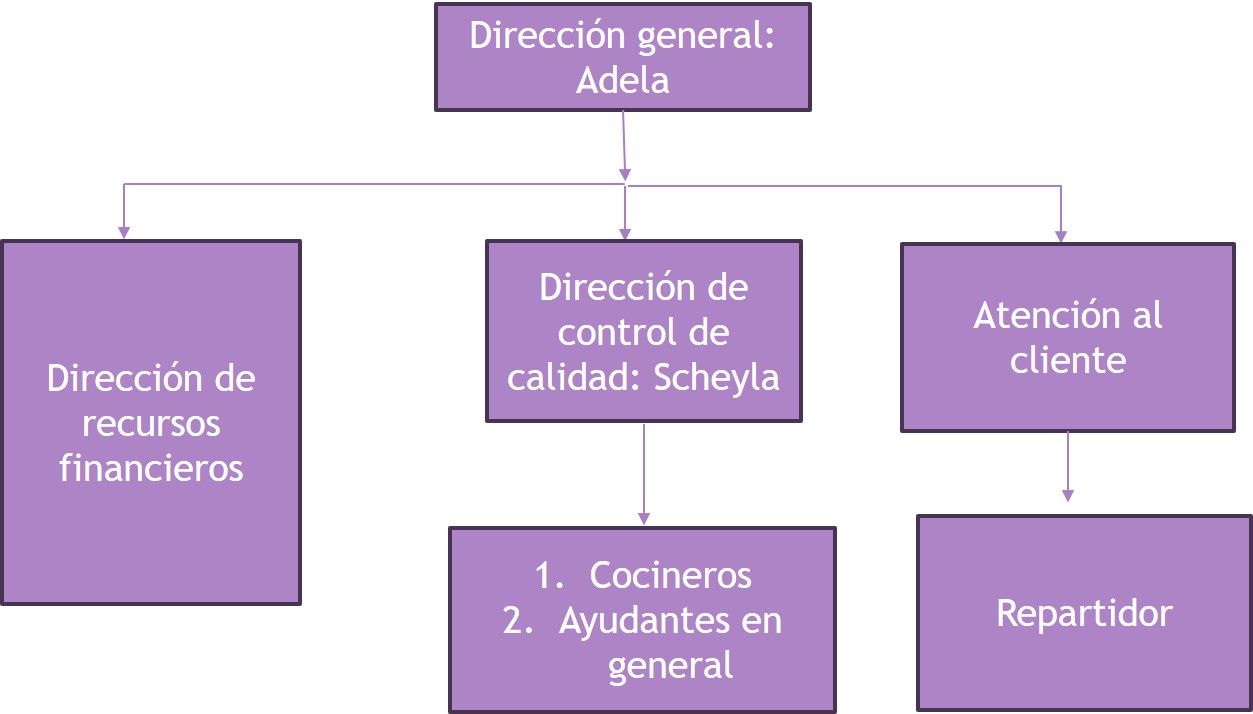 Dirección general:
Adela
Dirección de
recursos
financieros
Dirección de
control de
calidad: Scheyla
Atención al
cliente
1. Cocineros
2. Ayudantes en
general
Repartidor